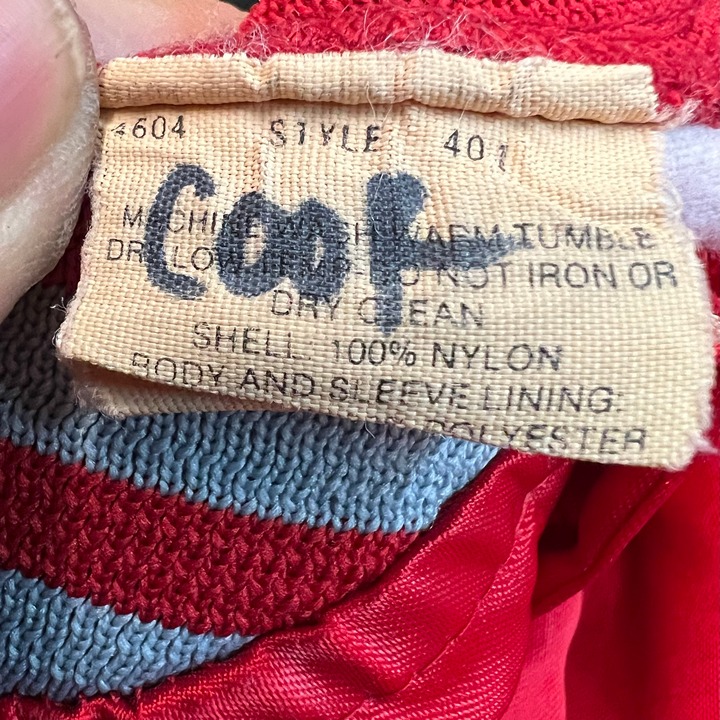 4604 STYLE 401
Coop
MACHINE WASH WARM TUMBLE
DRY LOW TEMP-DO NOT IRON OR
DRY CLEAN
SHELL: 100% NYLON
BODY AND SLEEVE LINING:
POLYESTER